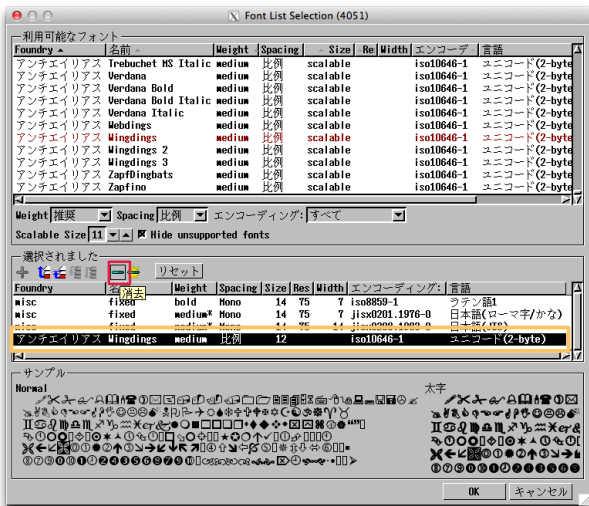 Font List Selection (4051)
利用可能なフォント
Foundry 名前 Weight Spacing Size Re Width エンコーデ 言語
アンチエイリアス Trebuchet MS Italic medium 比例 scalable iso10646-1 ユニコード(2-byte
アンチエイリアス Verdana medium 比例 scalable iso10646-1 ユニコード(2-byte
アンチエイリアス Verdana Bold medium 比例 scalable iso10646-1 ユニコード(2-byte
アンチエイリアス Verdana Bold Italic medium 比例 scalable iso10646-1 ユニコード(2-byte
アンチエイリアス Verdana Italic medium 比例 scalable iso10646-1 ユニコード(2-byte
アンチエイリアス Webdings medium 比例 scalable iso10646-1 ユニコード(2-byte
アンチエイリアス Wingdings medium 比例 scalable iso10646-1 ユニコード(2-byte
アンチエイリアス Wingdings 2 medium 比例 scalable iso10646-1 ユニコード(2-byte
アンチエイリアス Wingdings 3 medium 比例 scalable iso10646-1 ユニコード(2-byte
アンチエイリアス ZapfDingbats medium 比例 scalable iso10646-1 ユニコード(2-byte
アンチエイリアス Zapfino medium 比例 scalable iso10646-1 ユニコード(2-byte
Weight 推奨 Spacing 比例 エンコーディング: すべて
Scalable Size 11 Hide unsupported fonts
選択されました
リセット
消去
Foundry 名 Weight Spacing Size Res Width エンコーディング: 言語
misc fixed bold Mono 14 75 7 iso8859-1 ラテン語1
misc fixed medium* Mono 14 75 7 jisx0201.1976-0 日本語(ローマ字/かな)
misc fixed medium* Mono 14 75 14 jisx0208.1983-0 日本語(JIS)
アンチエイリアス Wingdings medium 比例 12 iso10646-1 ユニコード(2-byte)
サンプル
Normal 太字
OK キャンセル